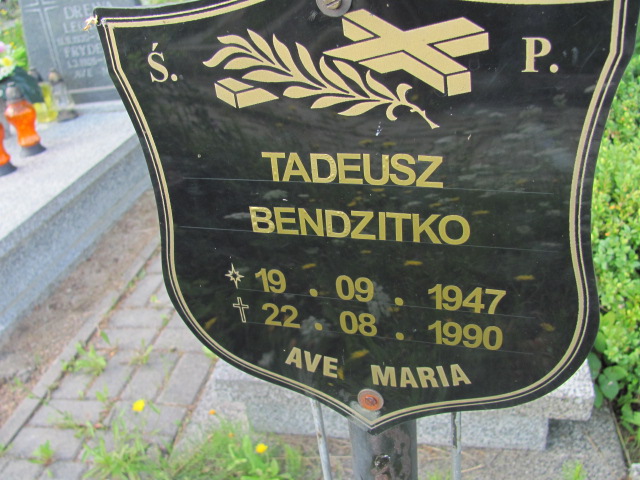 Ś. P.
TADEUSZ
BENDZITKO
19 . 09 . 1947
22 . 08 . 1990
AVE MARIA